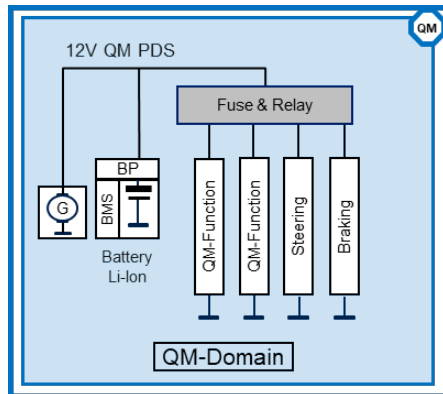 QM
12V QM PDS
Fuse & Relay
BP
BMS
G
Battery
Li-Ion
QM-Function
QM-Function
Steering
Braking
QM-Domain